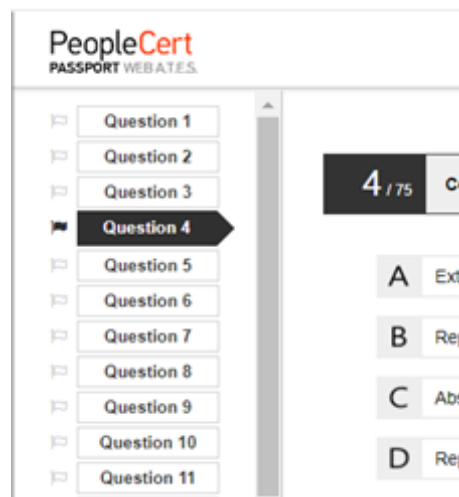 PeopleCert
PASSPORT WEB A.T.E.S.
Question 1
Question 2
Question 3
Question 4
Question 5
Question 6
Question 7
Question 8
Question 9
Question 10
Question 11
4 / 75
A
B
C
D